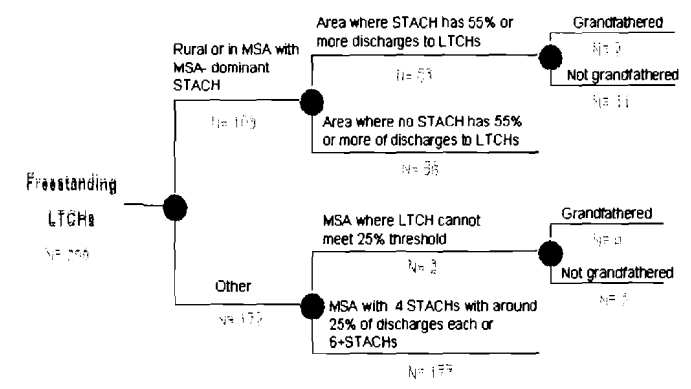 Freestanding
LTCHs
Rural or in MSA with
MSA- dominant
STACH
Other
Area where STACH has 55% or
more discharges to LTCHs
Area where no STACH has 55%
or more of discharges to LTCHs
N= 56
MSA where LTCH cannot
meet 25% threshold
MSA with 4 STACHs with around
25% of discharges each or
6+STACHs
Grandfathered
Not grandfathered
Grandfathered
Not grandfathered